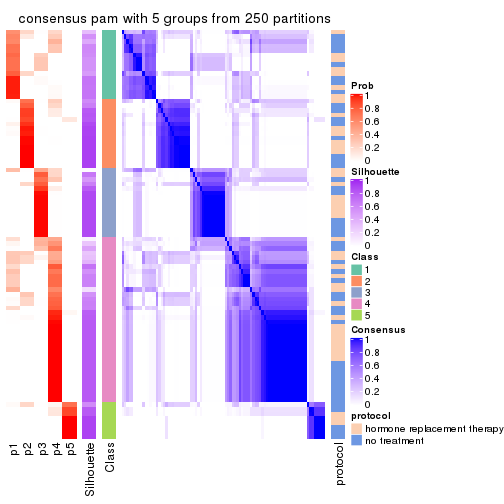 consensus pam with 5 groups from 250 partitions
Prob
1
0.8
0.6
0.4
0.2
0
Silhouette
1
0.8
0.6
0.4
0.2
0
Class
1
2
3
4
5
Consensus
1
0.8
0.6
0.4
0.2
0
protocol
hormone replacement therapy
no treatment
p1
p2
p3
p4
p5
Silhouette
Class
protocol